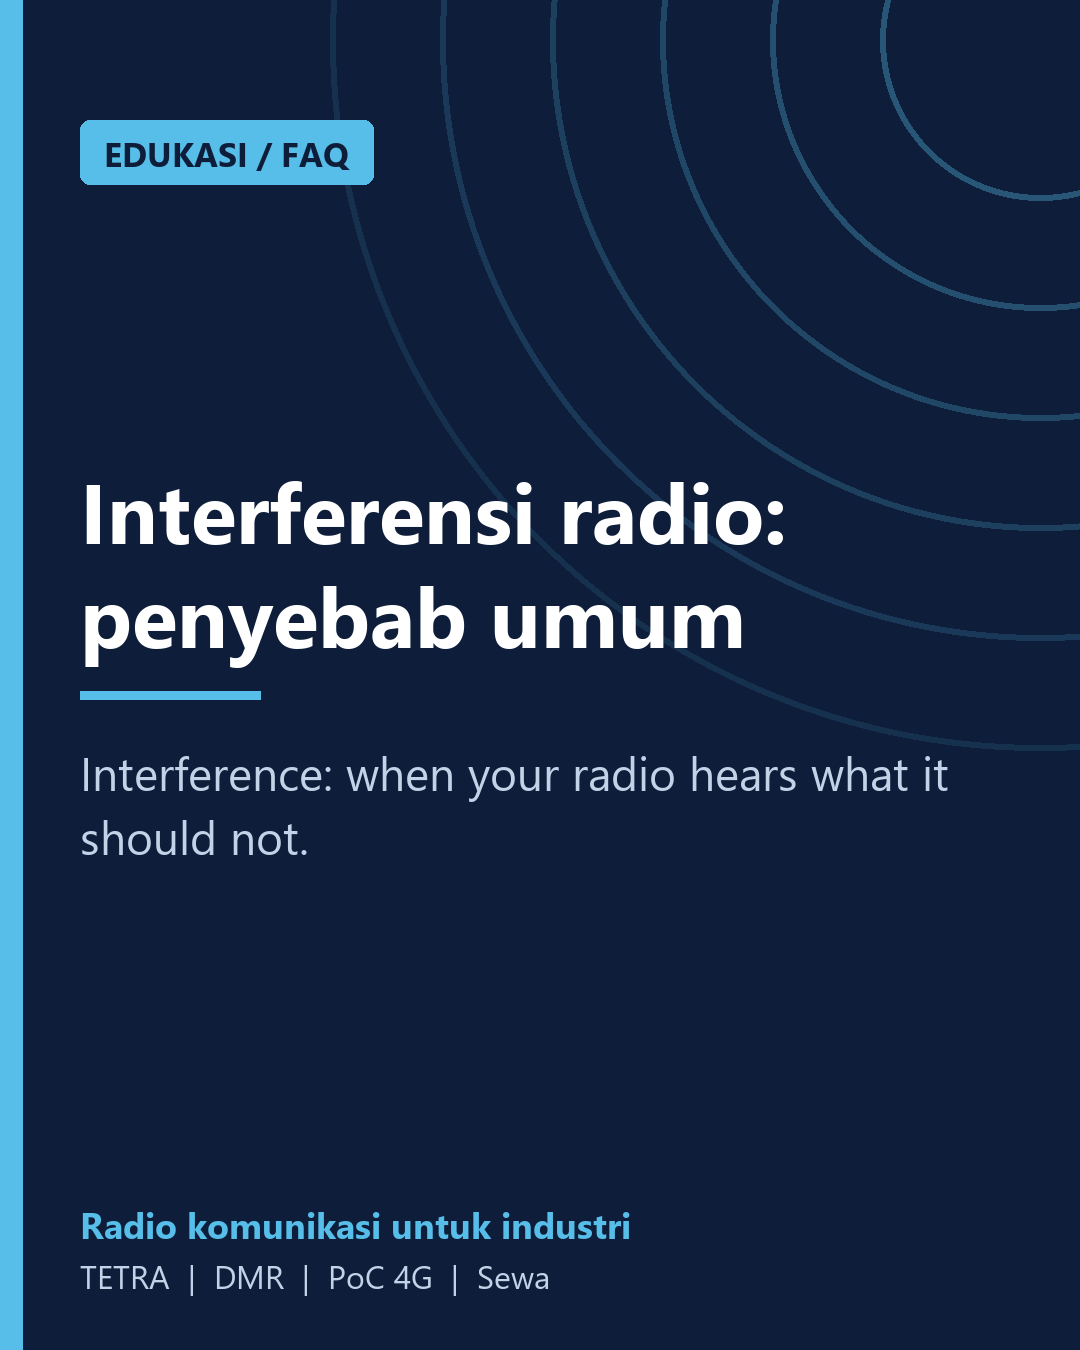 EDUKASI / FAQ
Interferensi radio:
penyebab umum
Interference: when your radio hears what it
should not.
Radio komunikasi untuk industri
TETRA | DMR | PoC 4G | Sewa